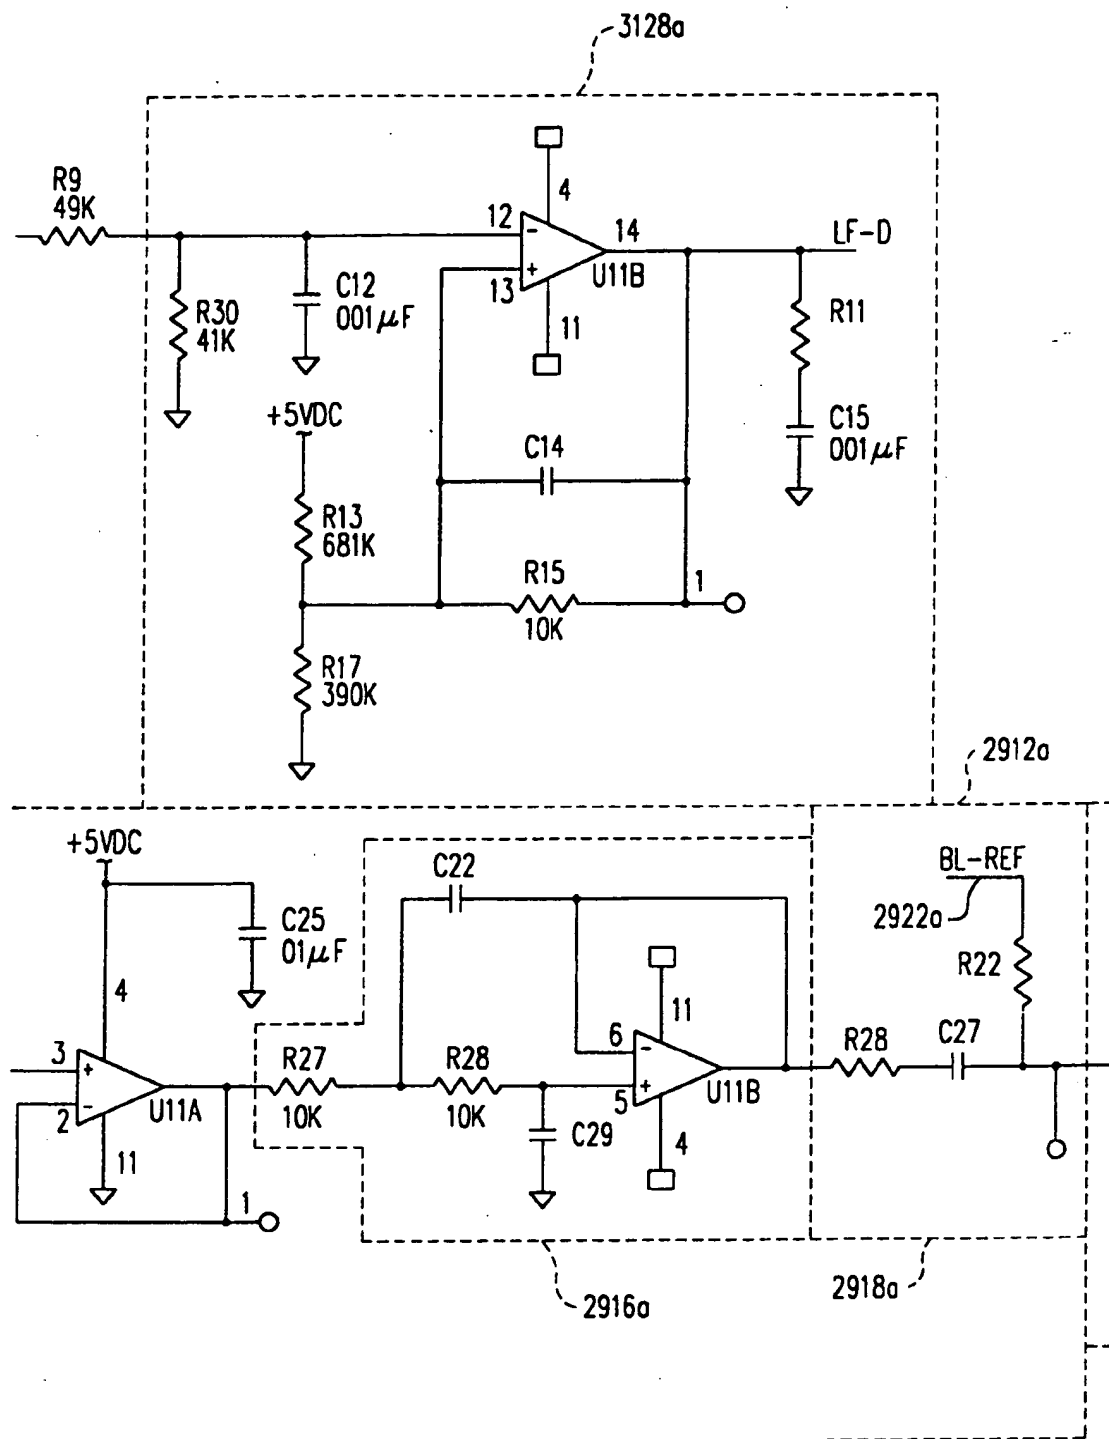 3128a
R9
49K
4
12
-
14
LF-D
+
13
U11B
11
R30
41K
C12
001μF
R11
C15
001μF
+5VDC
C14
R13
681K
R15
10K
1
R17
390K
2912a
+5VDC
C25
01μF
4
C22
BL-REF
2922a
R22
11
3
+
2
-
U11A
11
1
R27
10K
R28
10K
C29
6
-
5
+
U11B
4
R28
C27
2916a
2918a